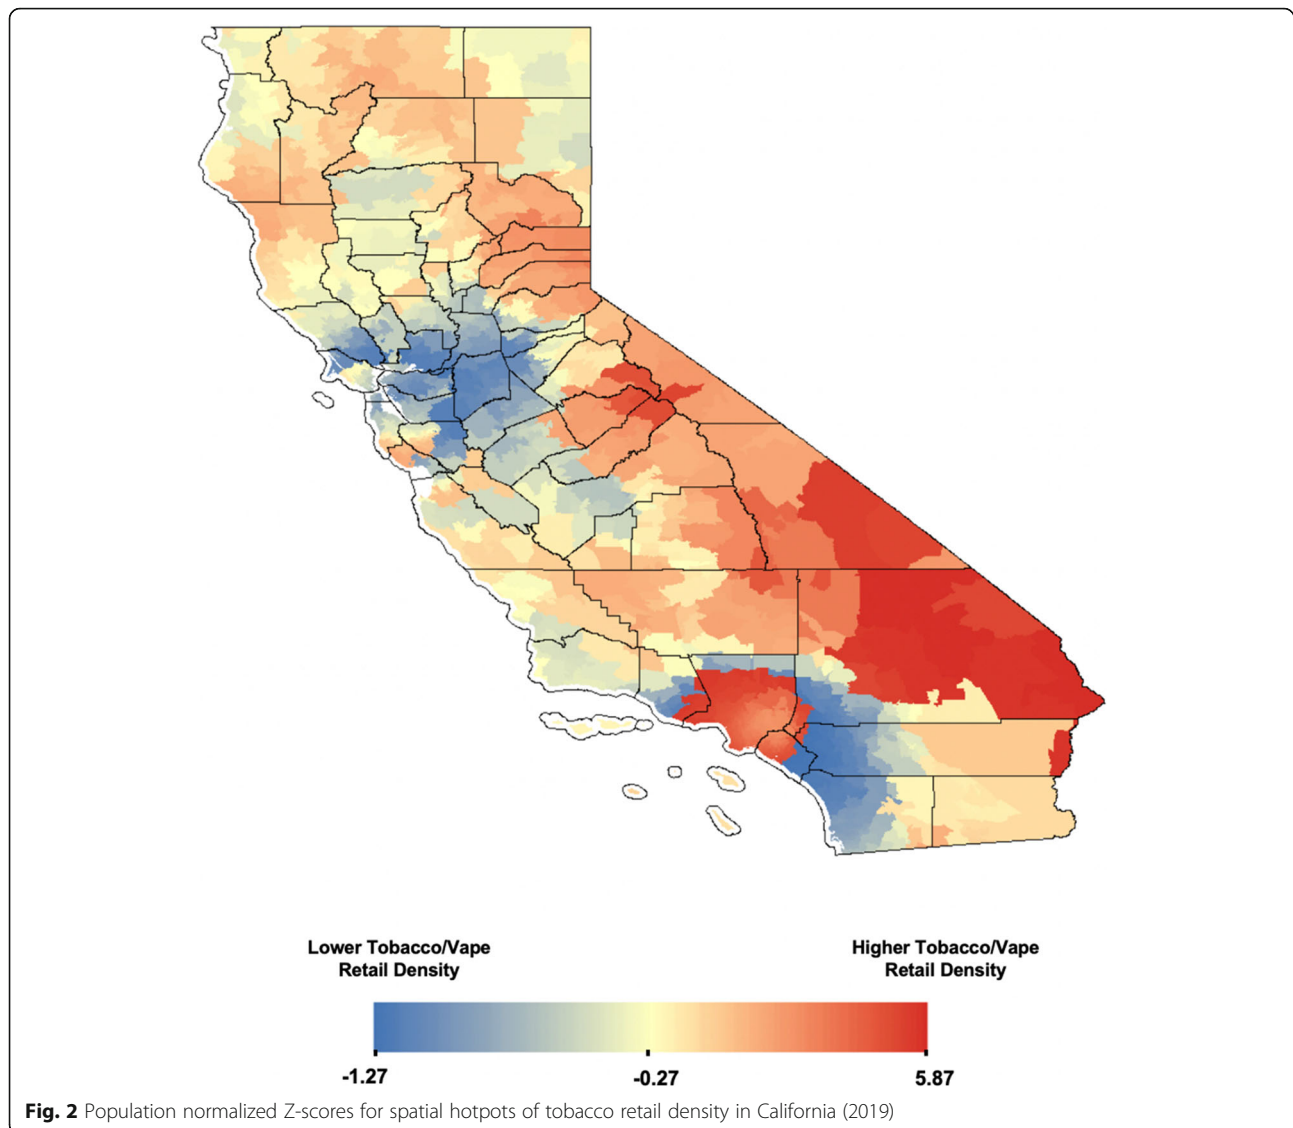 Lower Tobacco/Vape
Retail Density
Higher Tobacco/Vape
Retail Density
-1.27
-0.27
5.87
Fig. 2 Population normalized Z-scores for spatial hotpots of tobacco retail density in California (2019)